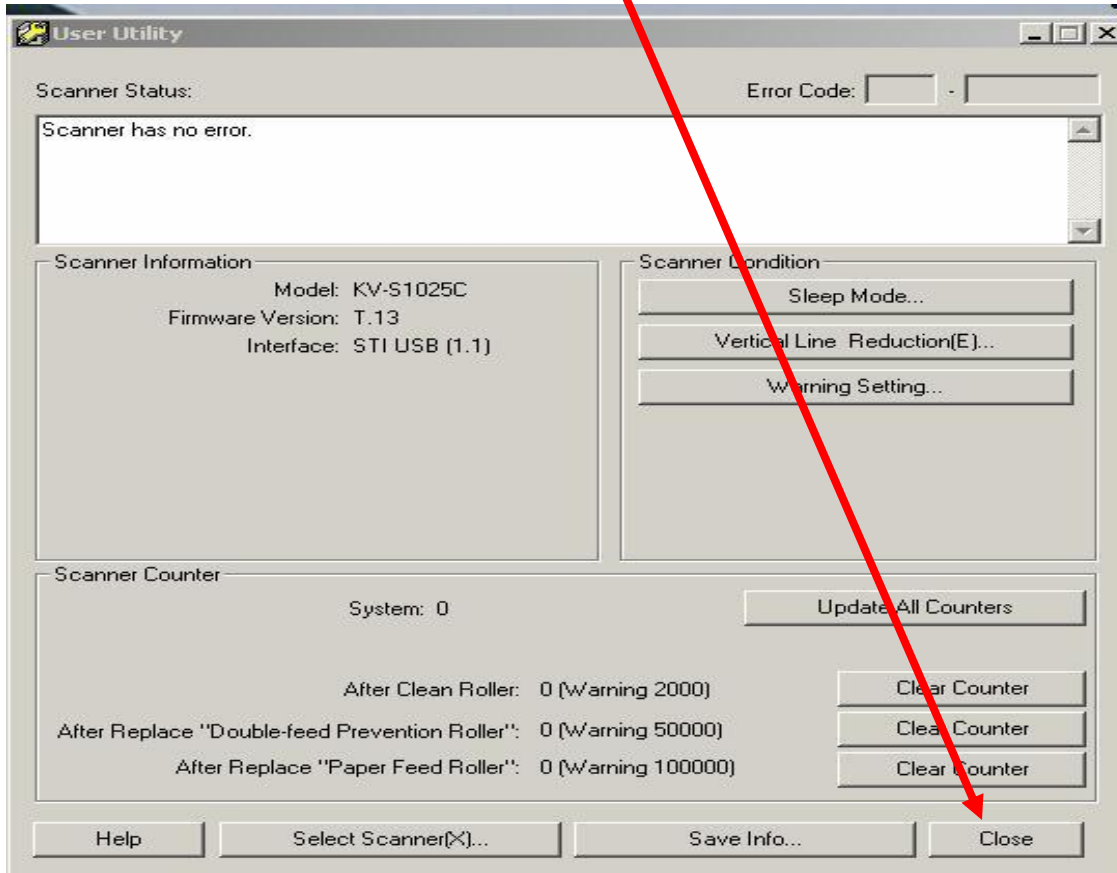 User Utility
Scanner Status:
Error Code: -
Scanner has no error.
Scanner Information
Model: KV-S1025C
Firmware Version: T.13
Interface: STI USB (1.1)
Scanner Condition
Sleep Mode...
Vertical Line Reduction(E)...
Warning Setting...
Scanner Counter
System: 0
Update All Counters
After Clean Roller: 0 (Warning 2000) Clear Counter
After Replace "Double-feed Prevention Roller": 0 (Warning 50000) Clear Counter
After Replace "Paper Feed Roller": 0 (Warning 100000) Clear Counter
Help Select Scanner(X)... Save Info... Close